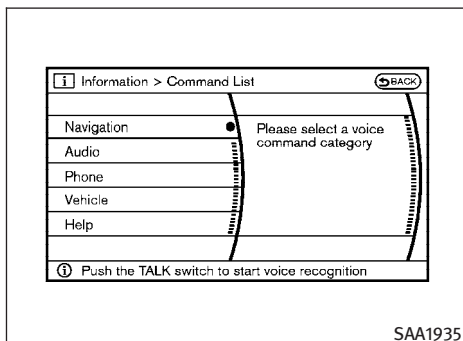 i Information > Command List BACK
Navigation
Please select a voice
command category
Audio
Phone
Vehicle
Help
i Push the TALK switch to start voice recognition
SAA1935